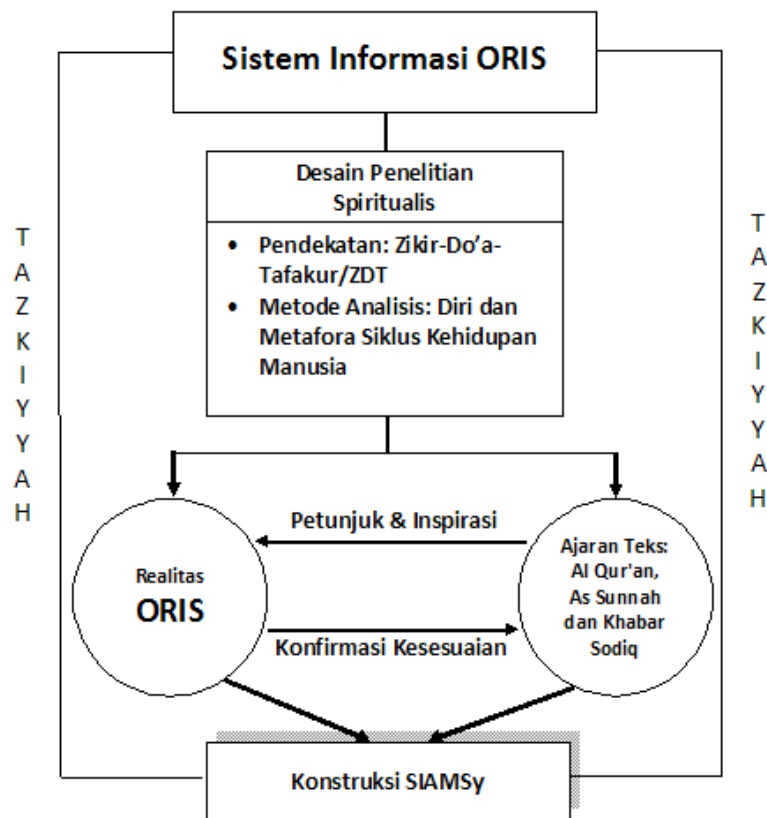 Sistem Informasi ORIS
Desain Penelitian
Spiritualis
• Pendekatan: Zikir-Do'a-
Tafakur/ZDT
• Metode Analisis: Diri dan
Metafora Siklus Kehidupan
Manusia
T
A
Z
K
I
Y
Y
A
H
T
A
Z
K
I
Y
Y
A
H
Petunjuk & Inspirasi
Realitas
ORIS
Ajaran Teks:
Al Qur'an,
As Sunnah
dan Khabar
Sodiq
Konfirmasi Kesesuaian
Konstruksi SIAMSy